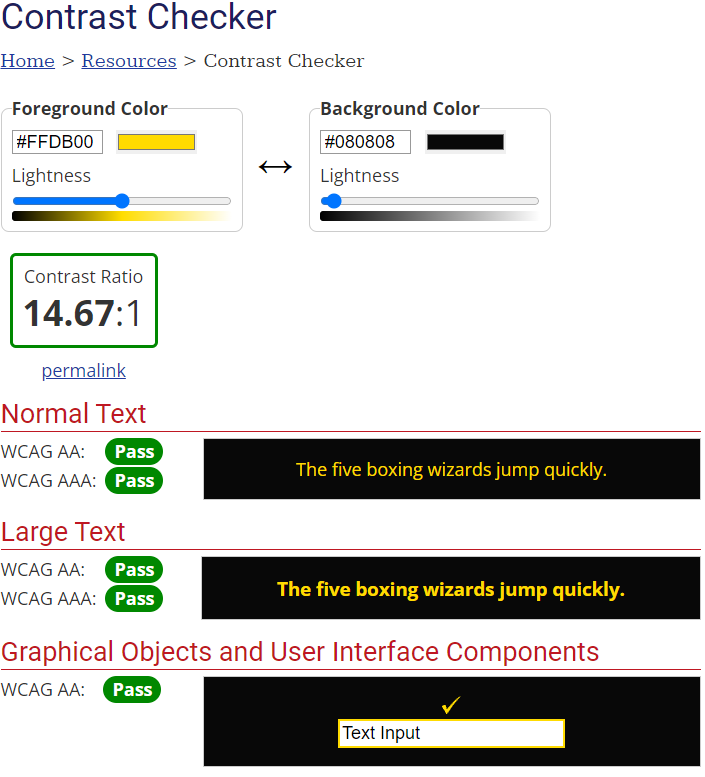 Contrast Checker
Home > Resources > Contrast Checker
Foreground Color
#FFDB00
Lightness
↔
Background Color
#080808
Lightness
Contrast Ratio
14.67:1
permalink
Normal Text
WCAG AA: Pass
WCAG AAA: Pass
The five boxing wizards jump quickly.
Large Text
WCAG AA: Pass
WCAG AAA: Pass
The five boxing wizards jump quickly.
Graphical Objects and User Interface Components
WCAG AA: Pass
✓
Text Input